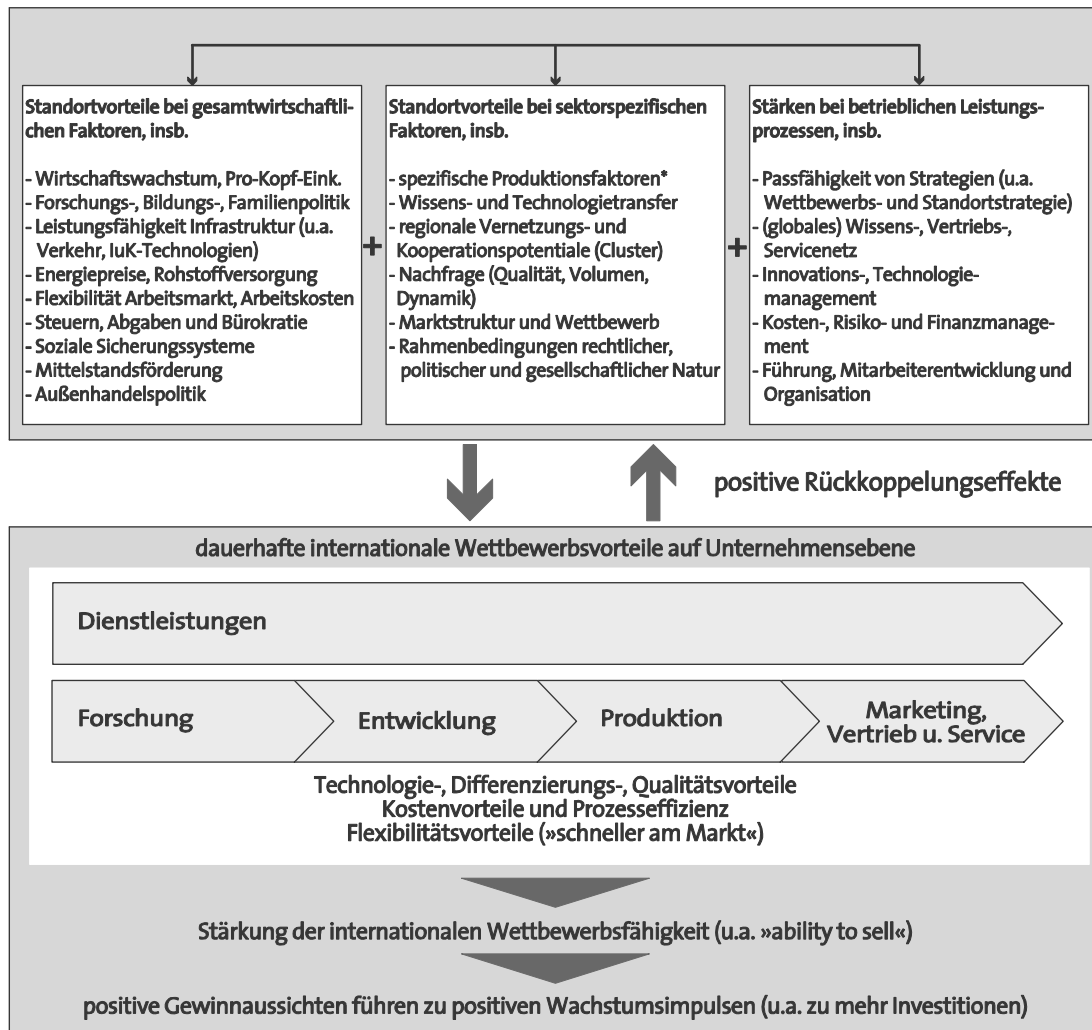 Standortvorteile bei gesamtwirtschaftli-
chen Faktoren, insb.
- Wirtschaftswachstum, Pro-Kopf-Eink.
- Forschungs-, Bildungs-, Familienpolitik
- Leistungsfähigkeit Infrastruktur (u.a.
Verkehr, IuK-Technologien)
- Energiepreise, Rohstoffversorgung
- Flexibilität Arbeitsmarkt, Arbeitskosten
- Steuern, Abgaben und Bürokratie
- Soziale Sicherungssysteme
- Mittelstandsförderung
- Außenhandelspolitik
+
Standortvorteile bei sektorspezifischen
Faktoren, insb.
- spezifische Produktionsfaktoren*
- Wissens- und Technologietransfer
- regionale Vernetzungs- und
Kooperationspotentiale (Cluster)
- Nachfrage (Qualität, Volumen,
Dynamik)
- Marktstruktur und Wettbewerb
- Rahmenbedingungen rechtlicher,
politischer und gesellschaftlicher Natur
+
Stärken bei betrieblichen Leistungs-
prozessen, insb.
- Passfähigkeit von Strategien (u.a.
Wettbewerbs- und Standortstrategie)
- (globales) Wissens-, Vertriebs-,
Servicenetz
- Innovations-, Technologie-
management
- Kosten-, Risiko- und Finanzmanage-
ment
- Führung, Mitarbeiterentwicklung und
Organisation
positive Rückkoppelungseffekte
dauerhafte internationale Wettbewerbsvorteile auf Unternehmensebene
Dienstleistungen
Forschung
Entwicklung
Produktion
Marketing,
Vertrieb u. Service
Technologie-, Differenzierungs-, Qualitätsvorteile
Kostenvorteile und Prozesseffizienz
Flexibilitätsvorteile (»schneller am Markt«)
Stärkung der internationalen Wettbewerbsfähigkeit (u.a. »ability to sell«)
positive Gewinnaussichten führen zu positiven Wachstumsimpulsen (u.a. zu mehr Investitionen)